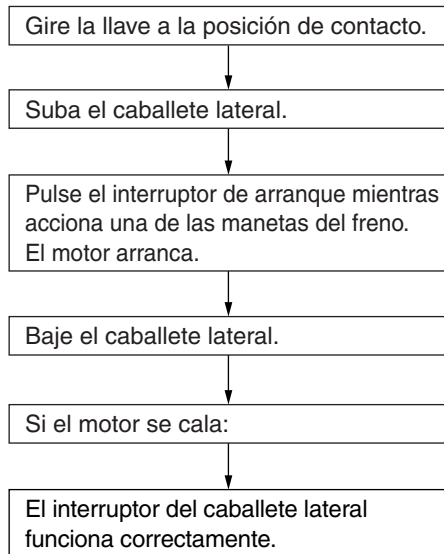 Gire la llave a la posición de contacto.
Suba el caballete lateral.
Pulse el interruptor de arranque mientras
acciona una de las manetas del freno.
El motor arranca.
Baje el caballete lateral.
Si el motor se cala:
El interruptor del caballete lateral
funciona correctamente.